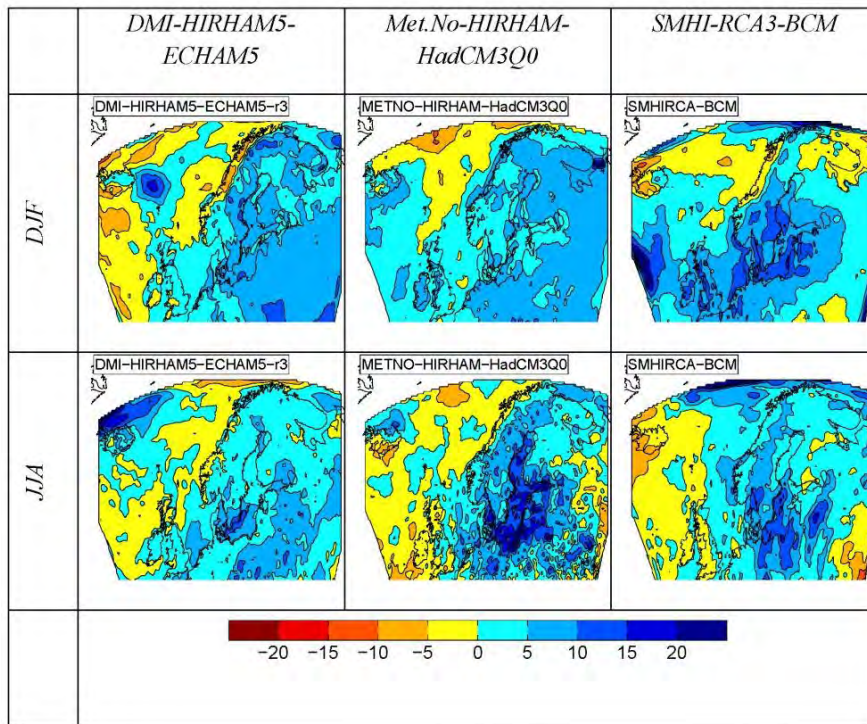 DMI-HIRHAM5-
ECHAM5
Met.No-HIRHAM-
HadCM3Q0
SMHI-RCA3-BCM
DJF
DMI−HIRHAM5−ECHAM5−r3
METNO−HIRHAM−HadCM3Q0
SMHIRCA−BCM
JJA
DMI−HIRHAM5−ECHAM5−r3
METNO−HIRHAM−HadCM3Q0
SMHIRCA−BCM
−20 −15 −10 −5 0 5 10 15 20